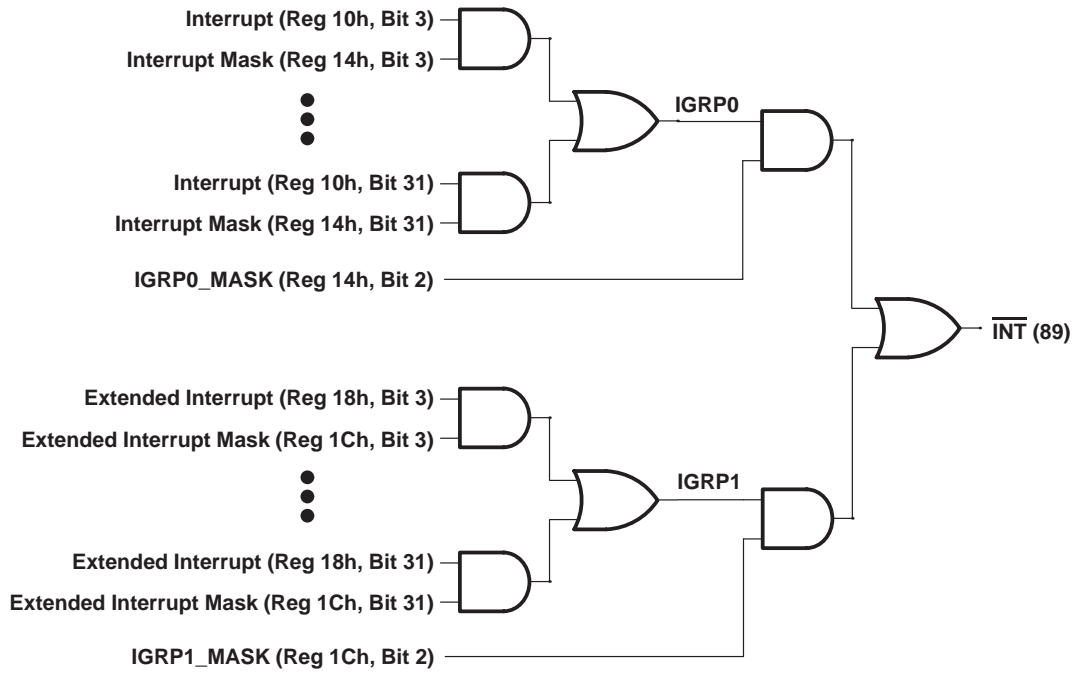 Interrupt (Reg 10h, Bit 3)
Interrupt Mask (Reg 14h, Bit 3)
IGRP0
Interrupt (Reg 10h, Bit 31)
Interrupt Mask (Reg 14h, Bit 31)
IGRP0_MASK (Reg 14h, Bit 2)
INT (89)
Extended Interrupt (Reg 18h, Bit 3)
Extended Interrupt Mask (Reg 1Ch, Bit 3)
IGRP1
Extended Interrupt (Reg 18h, Bit 31)
Extended Interrupt Mask (Reg 1Ch, Bit 31)
IGRP1_MASK (Reg 1Ch, Bit 2)